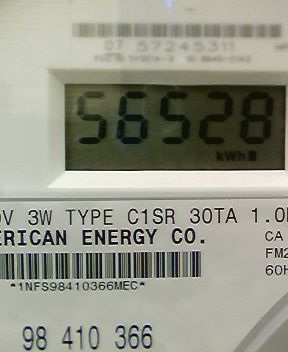 07 57245311
56528
kWh
V 3W TYPE C1SR 30TA 1.0
ERICAN ENERGY CO.
CA
FM2
60H
*1NFS98410366MEC*
98 410 366